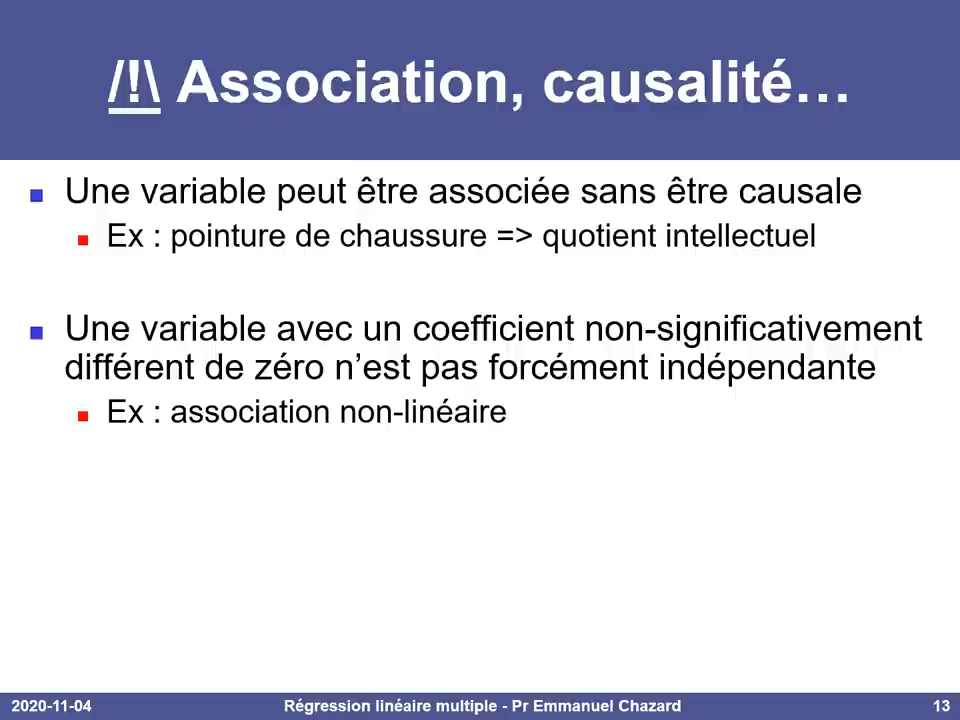 /!\ Association, causalité…
Une variable peut être associée sans être causale
Ex : pointure de chaussure => quotient intellectuel
Une variable avec un coefficient non-significativement
différent de zéro n’est pas forcément indépendante
Ex : association non-linéaire
2020-11-04
Régression linéaire multiple - Pr Emmanuel Chazard
13